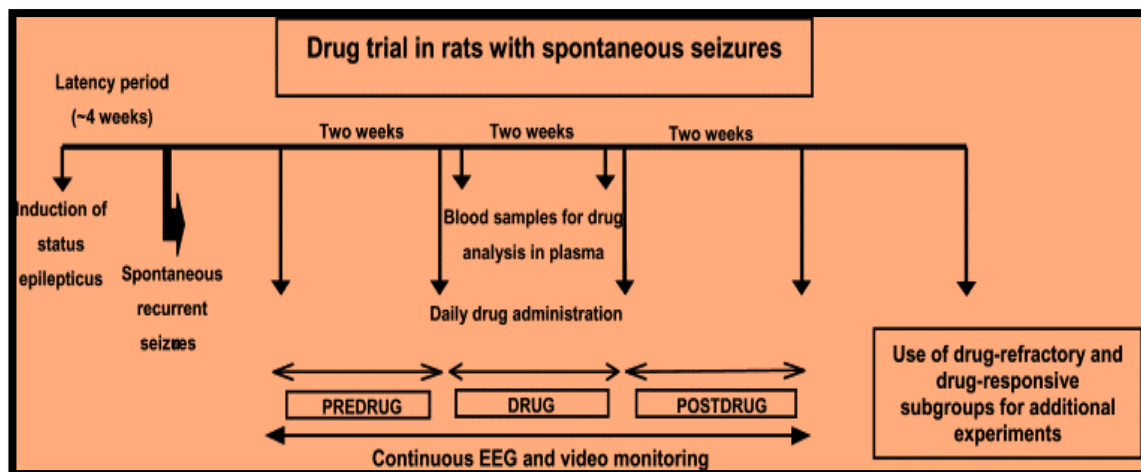 Drug trial in rats with spontaneous seizures
Latency period
(~4 weeks)
Two weeks
Two weeks
Two weeks
Induction of
status
epilepticus
Spontaneous
recurrent
seizures
Blood samples for drug
analysis in plasma
Daily drug administration
PREDRUG
DRUG
POSTDRUG
Continuous EEG and video monitoring
Use of drug-refractory and
drug-responsive
subgroups for additional
experiments